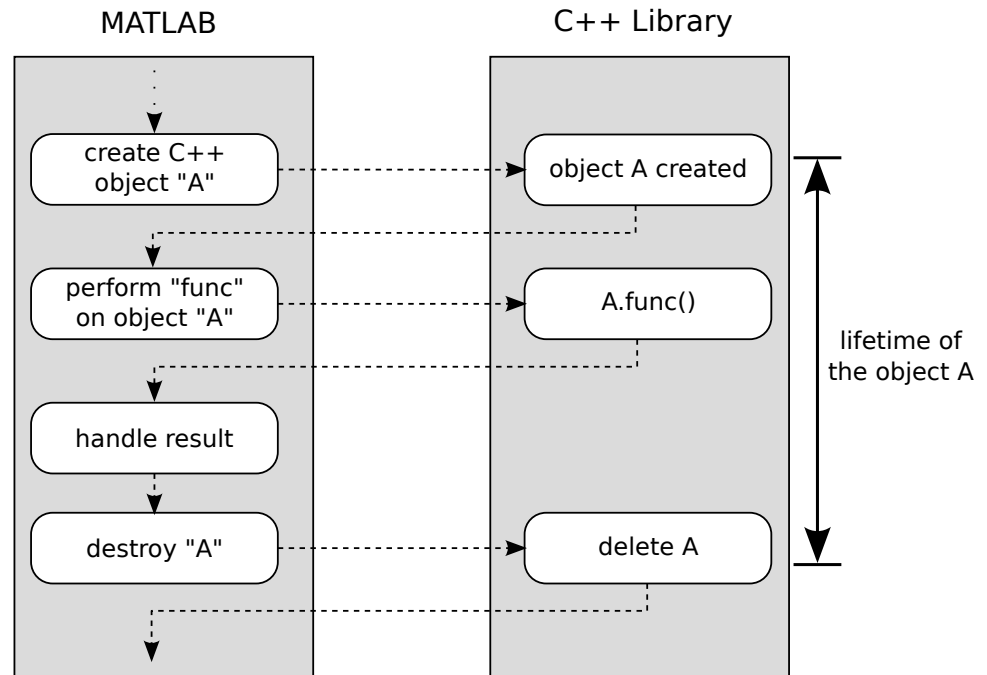 MATLAB
C++ Library
create C++
object "A"
object A created
perform "func"
on object "A"
A.func()
lifetime of
the object A
handle result
destroy "A"
delete A